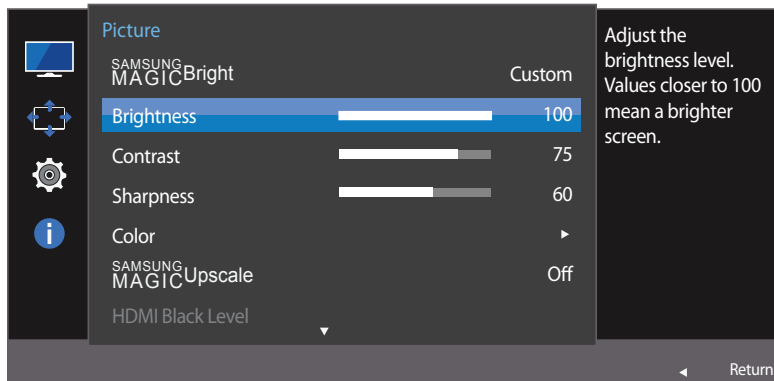 Picture
SAMSUNG
MAGICBright Custom
Brightness 100
Contrast 75
Sharpness 60
Color
SAMSUNG
MAGICUpscale Off
HDMI Black Level
Adjust the
brightness level.
Values closer to 100
mean a brighter
screen.
Return